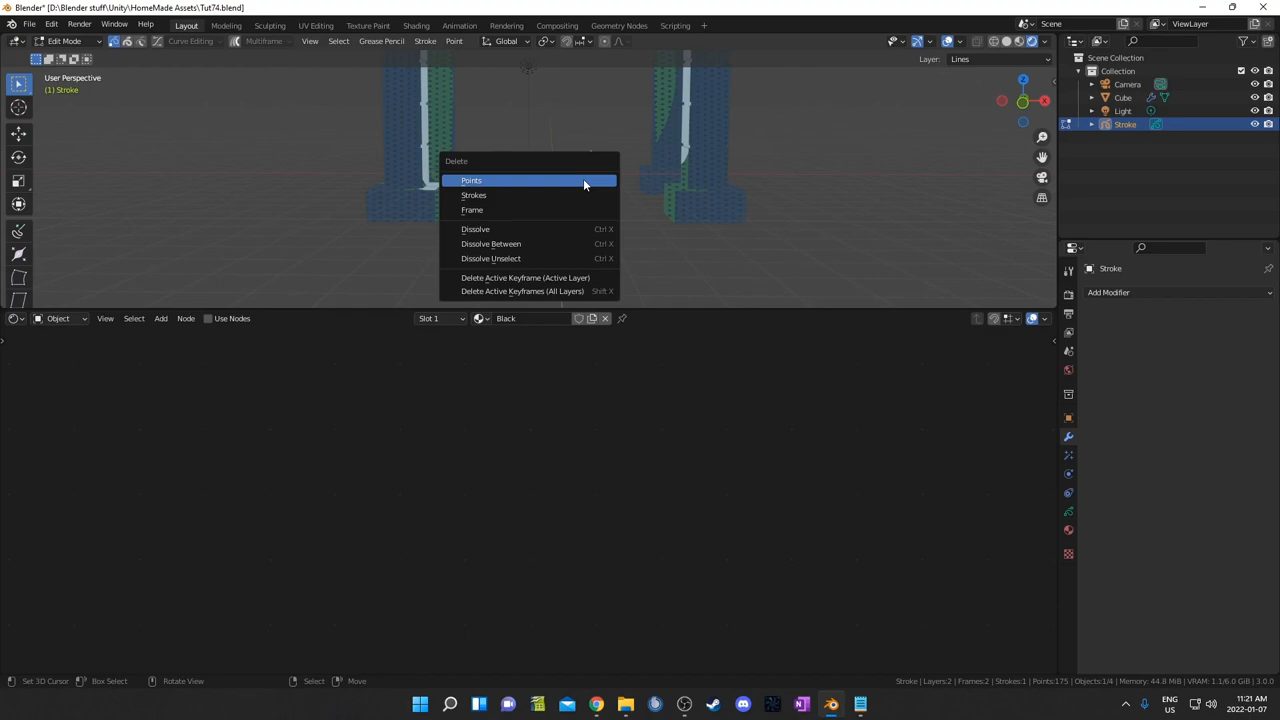 Blender* [D:\Blender stuff\Unity\HomeMade Assets\Tut74.blend]
File Edit Render Window Help Layout Modeling Sculpting UV Editing Texture Paint Shading Animation Rendering Compositing Geometry Nodes Scripting + Scene ViewLayer
Edit Mode Curve Editing Multiframe View Select Grease Pencil Stroke Point Global
Layer: Lines
Scene Collection
Collection
Camera
Cube
Light
Stroke
User Perspective
(1) Stroke
Z
X
Delete
Points
Strokes
Frame
Dissolve Ctrl X
Dissolve Between Ctrl X
Dissolve Unselect Ctrl X
Delete Active Keyframe (Active Layer)
Delete Active Keyframes (All Layers) Shift X
Stroke
Add Modifier
Object View Select Add Node Use Nodes Slot 1 Black
Set 3D Cursor Box Select Rotate View Select Move Stroke | Layers:2 | Frames:2 | Strokes:1 | Points:175 | Objects:1/4 | Memory: 44.8 MiB | VRAM: 1.1/6.0 GiB | 3.0.0
ENG
US
11:21 AM
2022-01-07